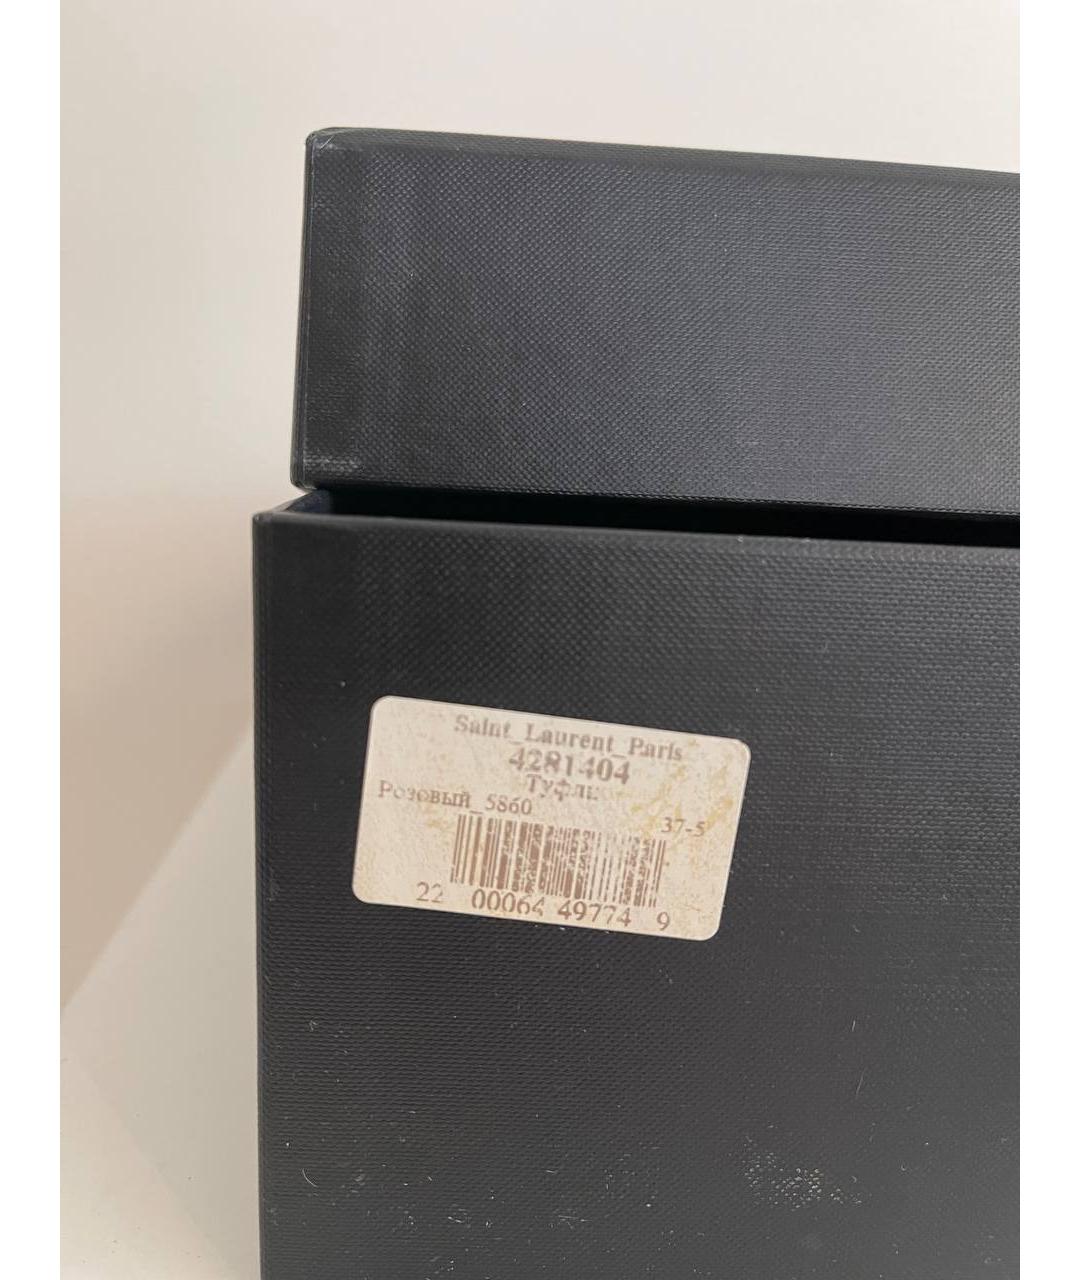 Saint_Laurent_Paris
4281404
Туфли
Розовый_5860
37-5
22 00064 49774 9